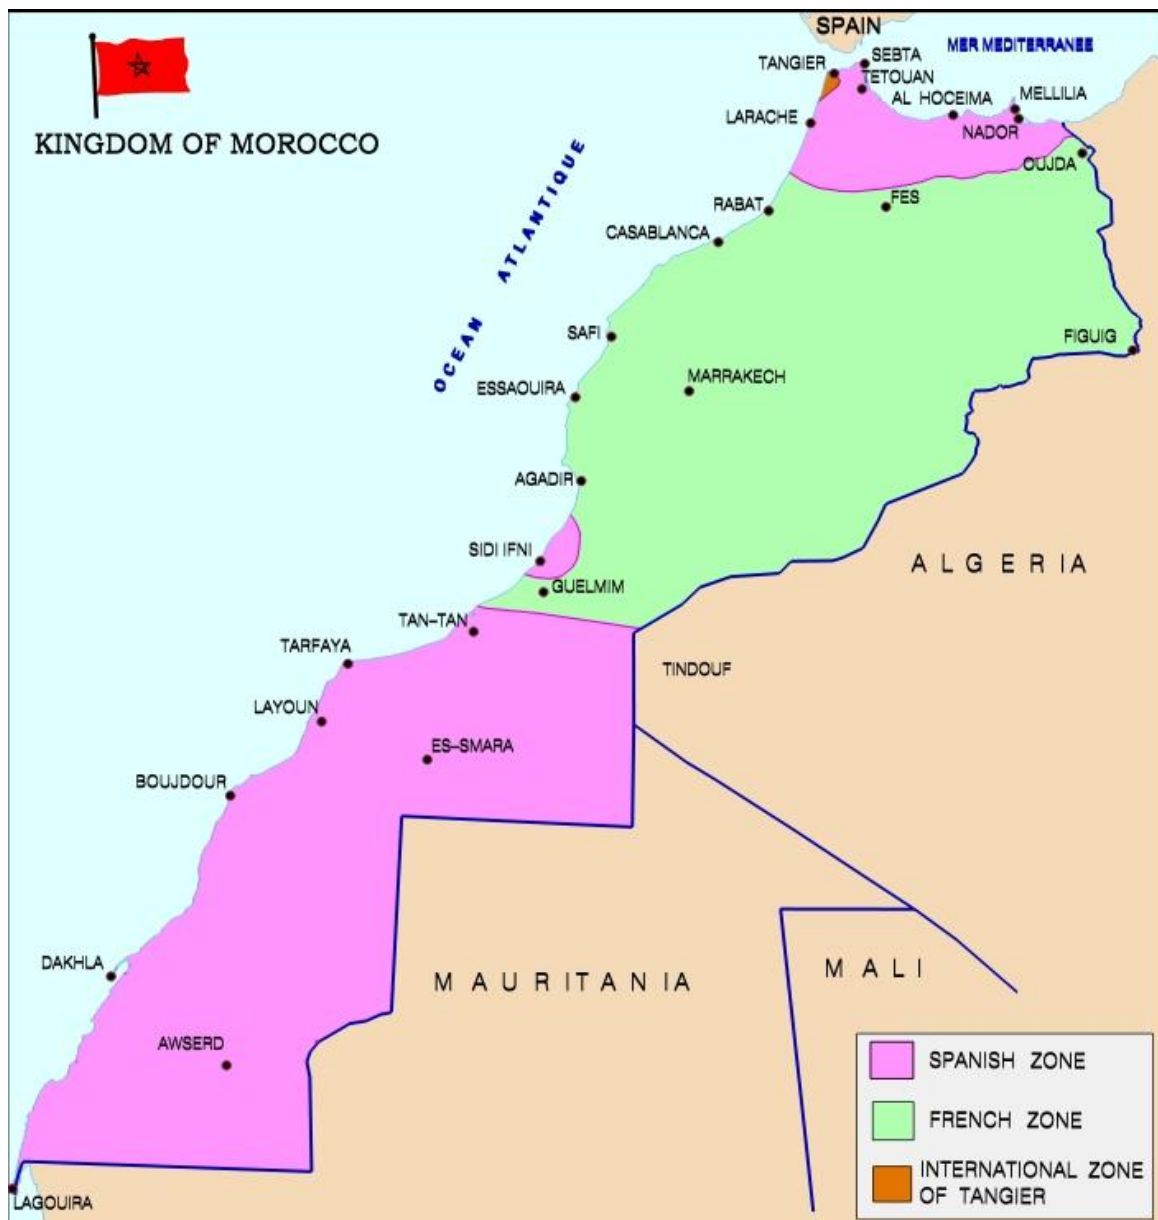 SPAIN
MER MEDITERRANEE
SEBTA
TANGIER
TETOUAN
AL HOCEIMA
MELLILIA
LARACHE
NADOR
KINGDOM OF MOROCCO
OUJDA
RABAT
FES
CASABLANCA
OCEAN ATLANTIQUE
SAFI
FIGUIG
MARRAKECH
ESSAOUIRA
AGADIR
SIDI IFNI
ALGERIA
GUELMIM
TAN-TAN
TARFAYA
TINDOUF
LAYOUN
ES-SMARA
BOUJDOUR
DAKHLA
MALI
MAURITANIA
AWSERD
SPANISH ZONE
FRENCH ZONE
INTERNATIONAL ZONE
OF TANGIER
LAGOUIRA